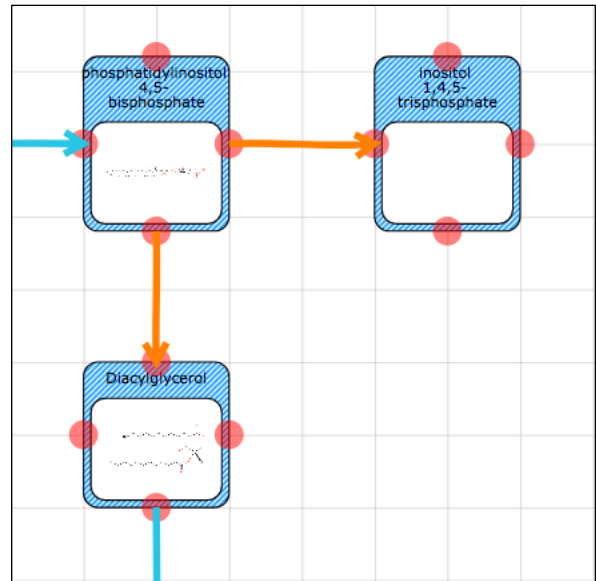 phosphatidylinositol
4,5-
bisphosphate
inositol
1,4,5-
trisphosphate
Diacylglycerol